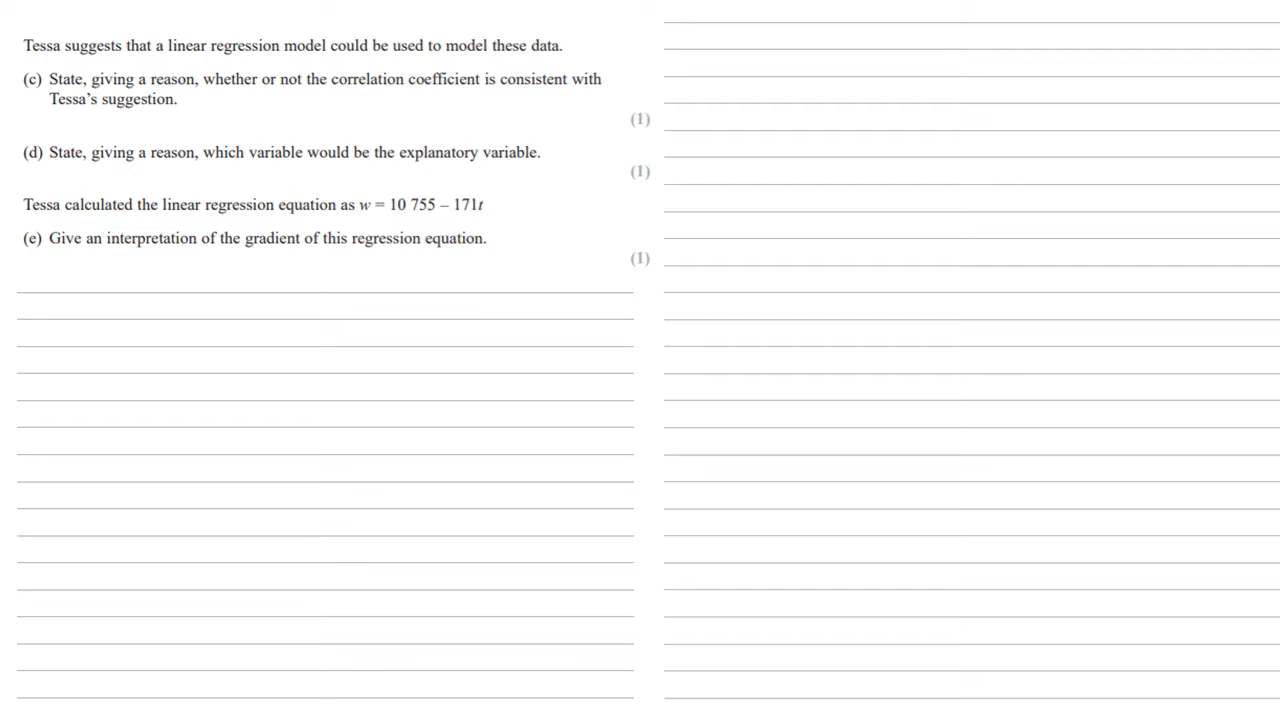 Tessa suggests that a linear regression model could be used to model these data.
(c) State, giving a reason, whether or not the correlation coefficient is consistent with
Tessa’s suggestion.
(1)
(d) State, giving a reason, which variable would be the explanatory variable.
(1)
Tessa calculated the linear regression equation as w = 10 755 – 171t
(e) Give an interpretation of the gradient of this regression equation.
(1)